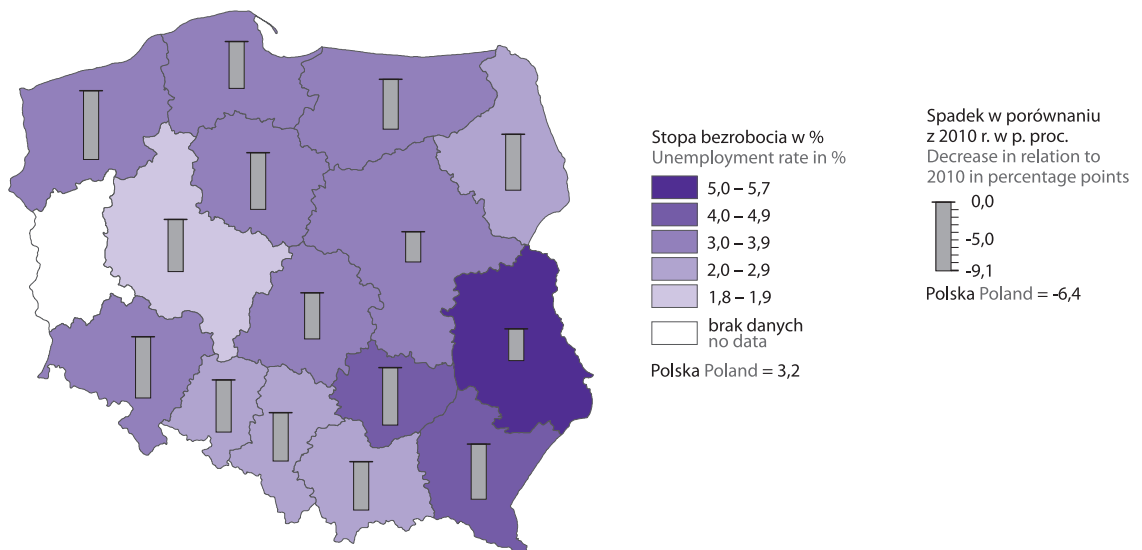 Stopa bezrobocia w %
Unemployment rate in %
5,0 – 5,7
4,0 – 4,9
3,0 – 3,9
2,0 – 2,9
1,8 – 1,9
brak danych
no data
Polska Poland = 3,2
Spadek w porównaniu
z 2010 r. w p. proc.
Decrease in relation to
2010 in percentage points
0,0
-5,0
-9,1
Polska Poland = -6,4